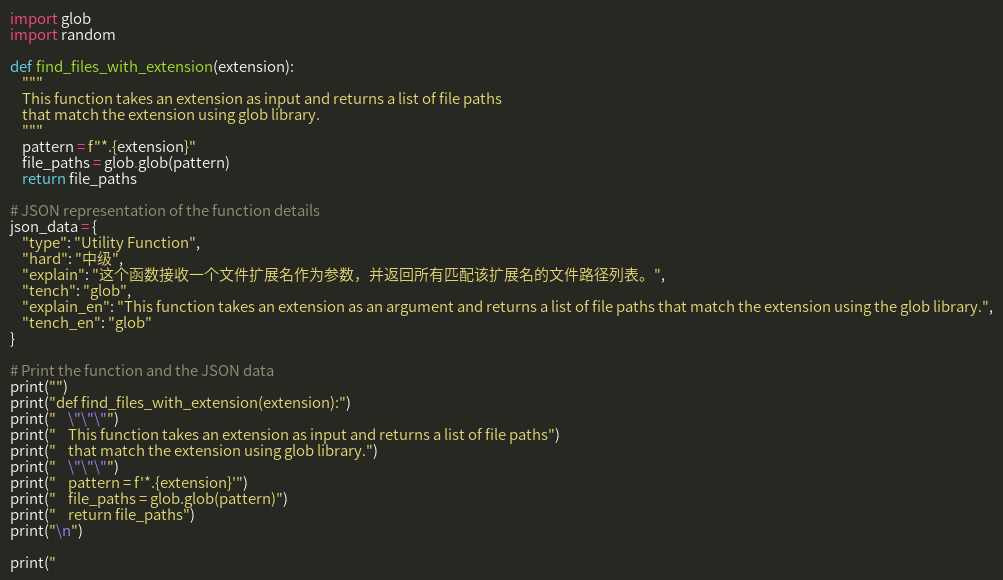 import glob
import random

def find_files_with_extension(extension):
    """
    This function takes an extension as input and returns a list of file paths
    that match the extension using glob library.
    """
    pattern = f"*.{extension}"
    file_paths = glob.glob(pattern)
    return file_paths

# JSON representation of the function details
json_data = {
    "type": "Utility Function",
    "hard": "中级",
    "explain": "这个函数接收一个文件扩展名作为参数，并返回所有匹配该扩展名的文件路径列表。",
    "tench": "glob",
    "explain_en": "This function takes an extension as an argument and returns a list of file paths that match the extension using the glob library.",
    "tench_en": "glob"
}

# Print the function and the JSON data
print("")
print("def find_files_with_extension(extension):")
print("    \"\"\"")
print("    This function takes an extension as input and returns a list of file paths")
print("    that match the extension using glob library.")
print("    \"\"\"")
print("    pattern = f'*.{extension}'")
print("    file_paths = glob.glob(pattern)")
print("    return file_paths")
print("\n")

print("